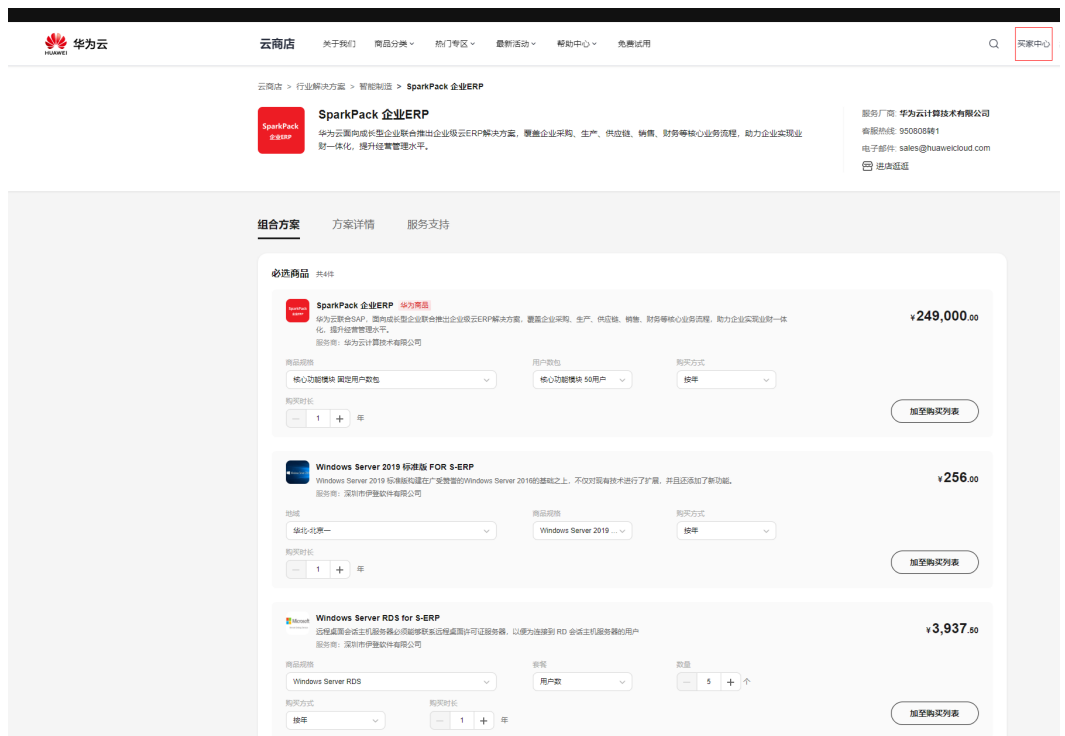 HUAWEI
华为云
云商店
关于我们 商品分类 热门专区 最新活动 帮助中心 免费试用
买家中心
云商店 > 行业解决方案 > 智能制造 > SparkPack 企业ERP
SparkPack
企业ERP
SparkPack 企业ERP
华为云面向成长型企业联合推出企业级云ERP解决方案，覆盖企业采购、生产、供应链、销售、财务等核心业务流程，助力企业实现业
财一体化，提升经营管理水平。
服务厂商: 华为云计算技术有限公司
客服热线: 950808转1
电子邮件: sales@huaweicloud.com
进店逛逛
组合方案 方案详情 服务支持
必选商品 共4件
SparkPack 企业ERP 华为商品
¥249,000.00
华为云联合SAP，面向成长型企业联合推出企业级云ERP解决方案，覆盖企业采购、生产、供应链、销售、财务等核心业务流程，助力企业实现业财一体
化，提升经营管理水平。
服务商：华为云计算技术有限公司
商品规格 用户数包 购买方式
核心功能模块 固定用户数包 核心功能模块 50用户 按年
购买时长
1 年
加至购买列表
Windows Server 2019 标准版 FOR S-ERP
¥256.00
Windows Server 2019 标准版构建在广受赞誉的Windows Server 2016的基础之上，不仅对现有技术进行了扩展，并且还添加了新功能。
服务商：深圳市伊登软件有限公司
地域 商品规格 购买方式
华北-北京一 Windows Server 2019 ... 按年
购买时长
1 年
加至购买列表
Microsoft
Windows Server RDS for S-ERP
¥3,937.50
远程桌面会话主机服务器必须能够联系远程桌面许可证服务器，以便为连接到 RD 会话主机服务器的用户
服务商：深圳市伊登软件有限公司
商品规格 套餐 数量
Windows Server RDS 用户数 5 个
购买方式 购买时长
按年 1 年
加至购买列表